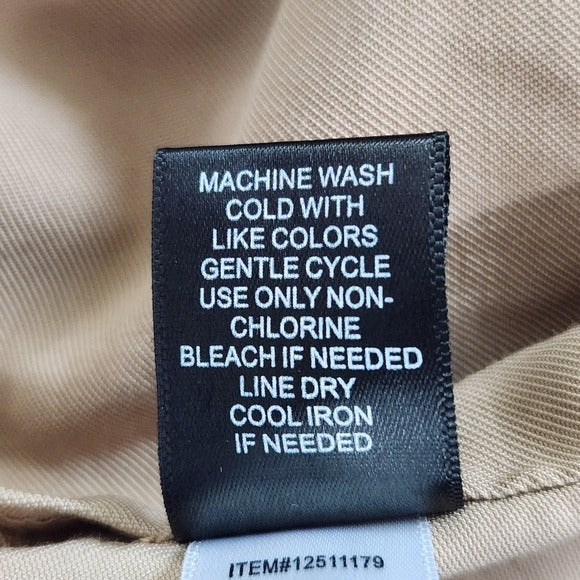 MACHINE WASH
COLD WITH
LIKE COLORS
GENTLE CYCLE
USE ONLY NON-
CHLORINE
BLEACH IF NEEDED
LINE DRY
COOL IRON
IF NEEDED
ITEM#12511179